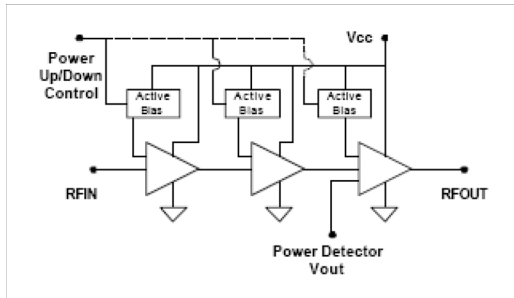 Power
Up/Down
Control
Vcc
Active
Bias
Active
Bias
Active
Bias
RFIN
RFOUT
Power Detector
Vout